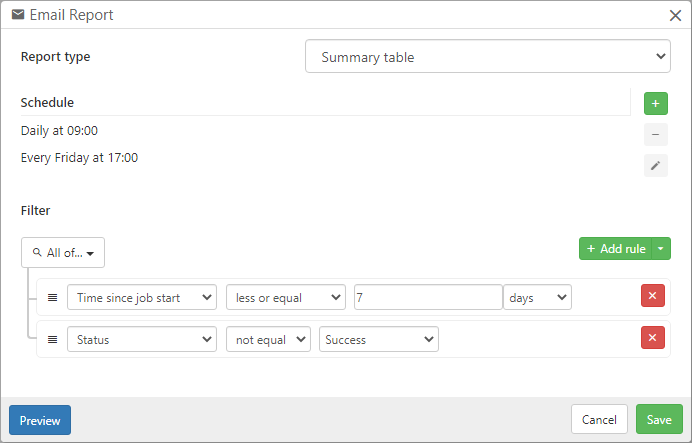 Email Report
Report type Summary table
Schedule
Daily at 09:00
Every Friday at 17:00
Filter
All of... + Add rule
Time since job start less or equal 7 days
Status not equal Success
Preview Cancel Save